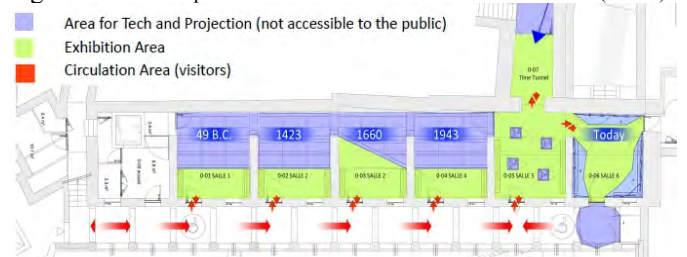 Area for Tech and Projection (not accessible to the public)
Exhibition Area
Circulation Area (visitors)
0-07
Time Tunnel
49 B.C.
1423
1660
1943
Today
0-01 SALLE 1
0-02 SALLE 2
0-03 SALLE 2
0-04 SALLE 4
0-05 SALLE 5
0-06 SALLE 6